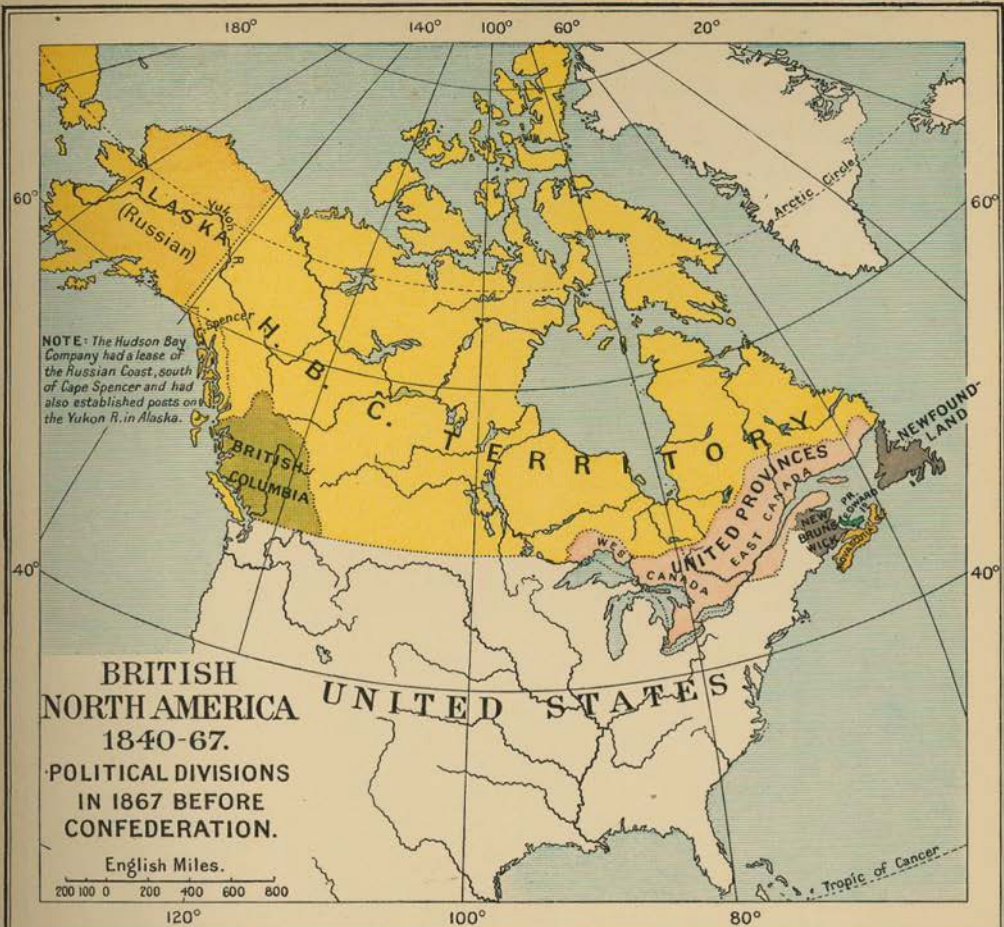 180° 140° 100° 60° 20°
60°
60°
40°
40°
120° 100° 80°
ALASKA
(Russian)
Yukon R.
Spencer
Arctic Circle
NOTE: The Hudson Bay
Company had a lease of
the Russian Coast, south
of Cape Spencer and had
also established posts on
the Yukon R. in Alaska.
H. B. C. TERRITORY
BRITISH
COLUMBIA
UNITED PROVINCES
WEST
CANADA
EAST CANADA
NEWFOUND-
LAND
PR.
EDWARD
IS.
NEW
BRUNS
WICK
UNITED STATES
BRITISH
NORTH AMERICA
1840-67.
POLITICAL DIVISIONS
IN 1867 BEFORE
CONFEDERATION.
English Miles.
200 100 0 200 400 600 800
Tropic of Cancer